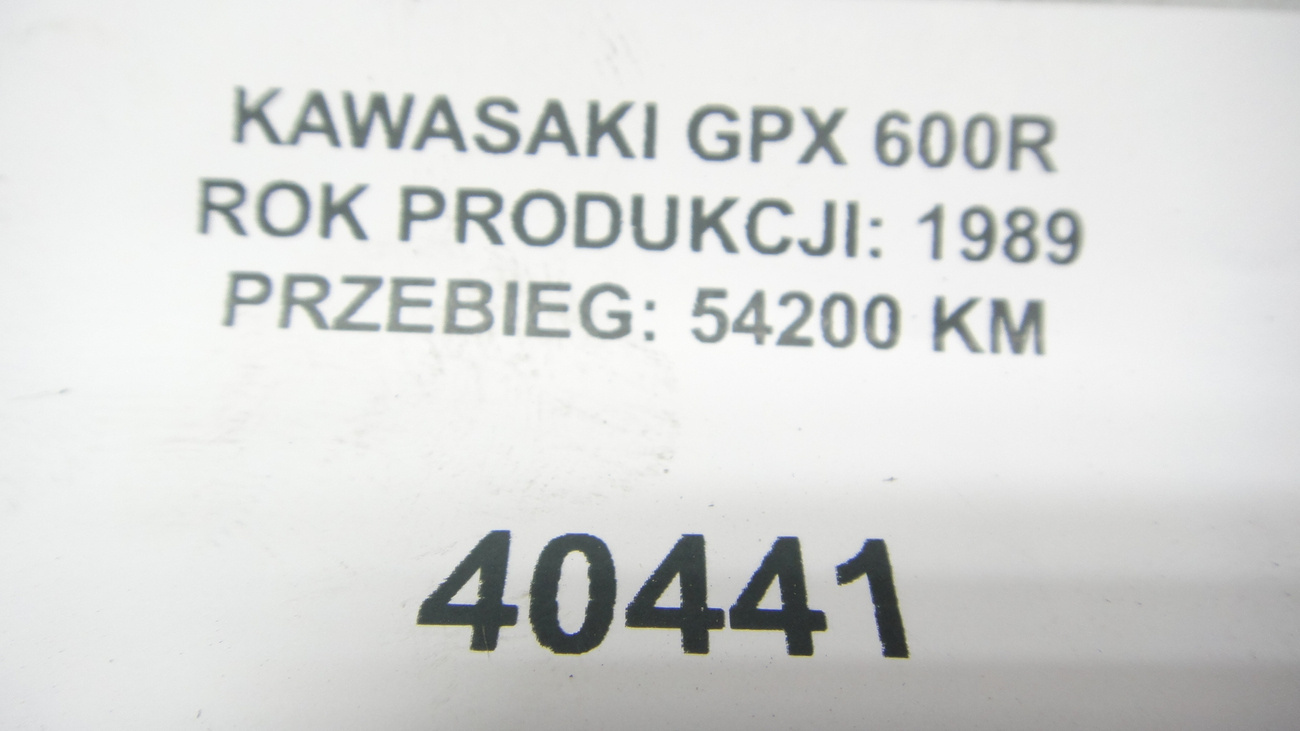 KAWASAKI GPX 600R
ROK PRODUKCJI: 1989
PRZEBIEG: 54200 KM
40441